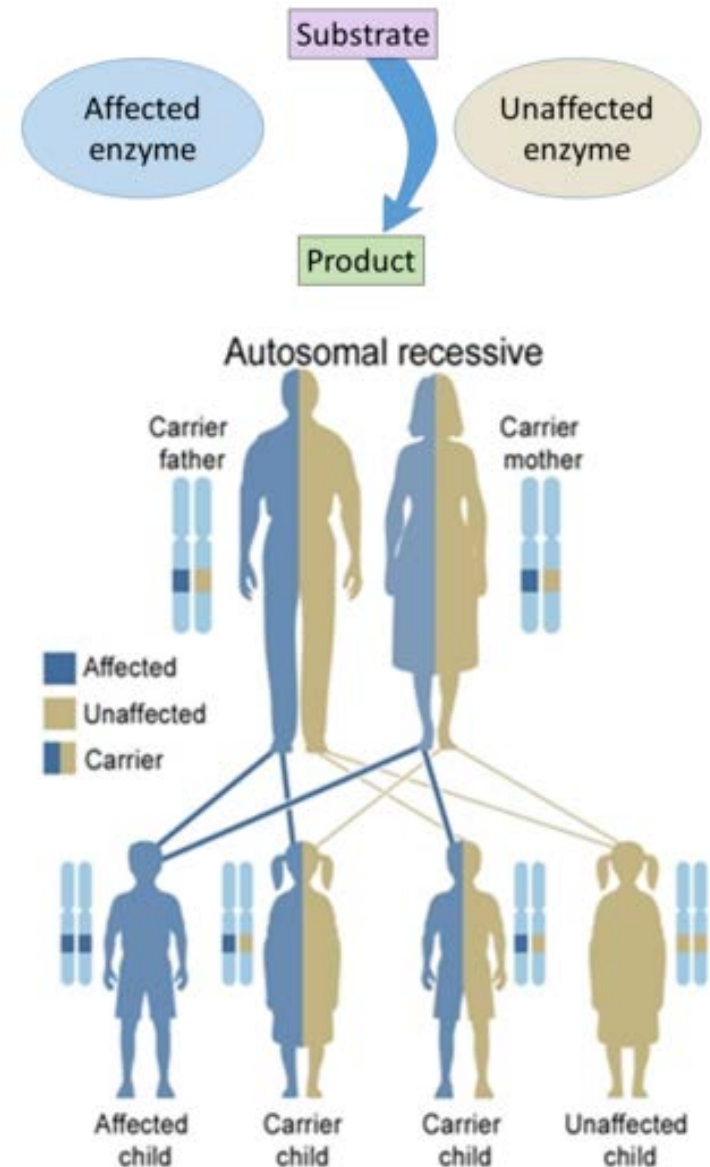 Substrate
Affected
enzyme
Unaffected
enzyme
Product
Autosomal recessive
Carrier
father
Carrier
mother
Affected
Unaffected
Carrier
Affected
child
Carrier
child
Carrier
child
Unaffected
child